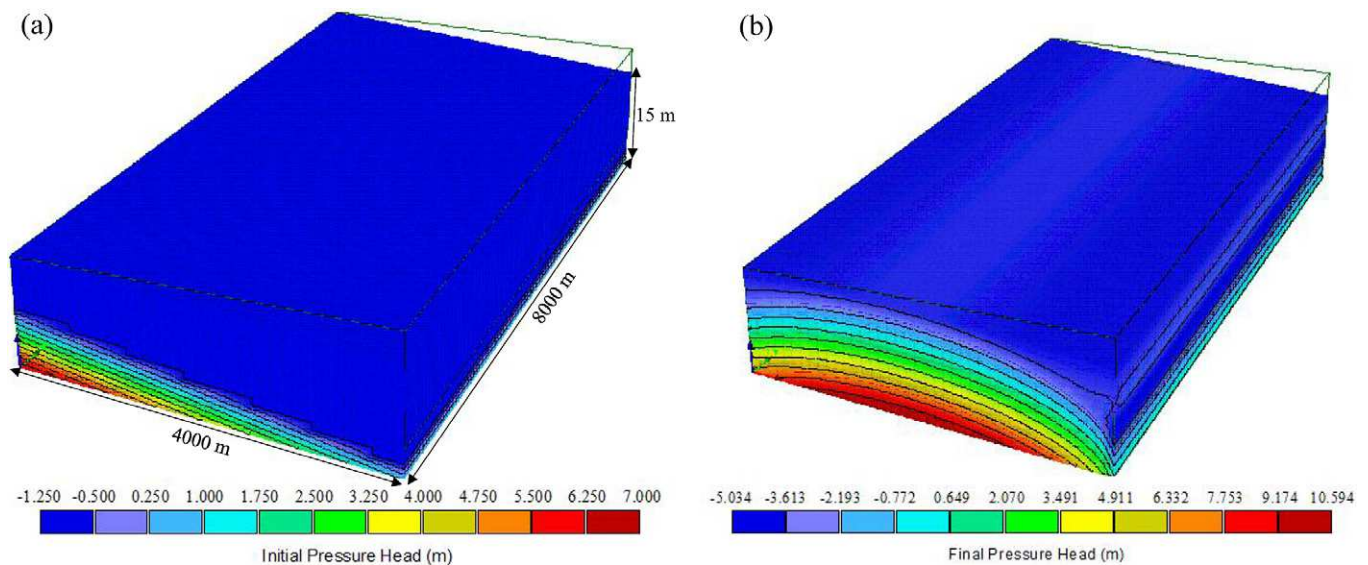 (a)
15 m
8000 m
4000 m
-1.250 -0.500 0.250 1.000 1.750 2.500 3.250 4.000 4.750 5.500 6.250 7.000
Initial Pressure Head (m)
(b)
-5.034 -3.613 -2.193 -0.772 0.649 2.070 3.491 4.911 6.332 7.753 9.174 10.594
Final Pressure Head (m)